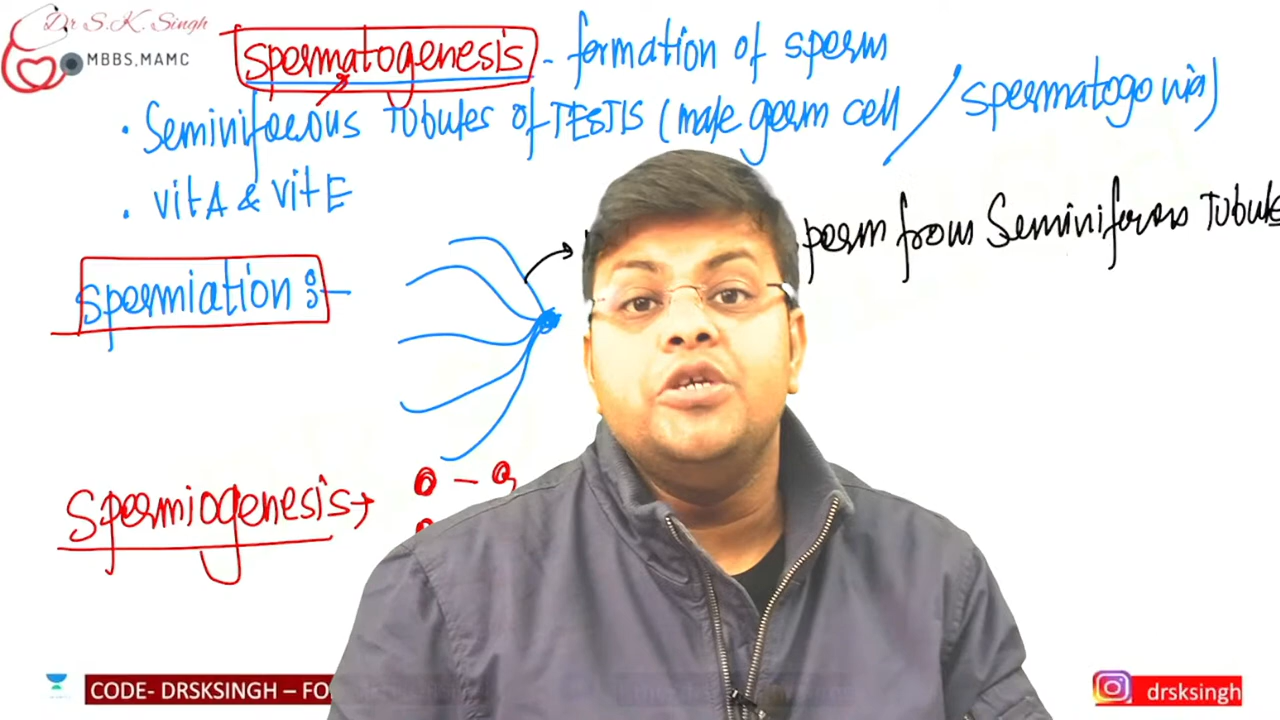 Dr S.K. Singh
MBBS,MAMC
spermatogenesis - formation of sperm
• Seminiferous Tubules of TESTIS (male germ cell / spermatogonia)
• vit A & vit E
perm from Seminiferous Tubule
spermiation :-
spermiogenesis →
CODE- DRSKSINGH – FO
drsksingh